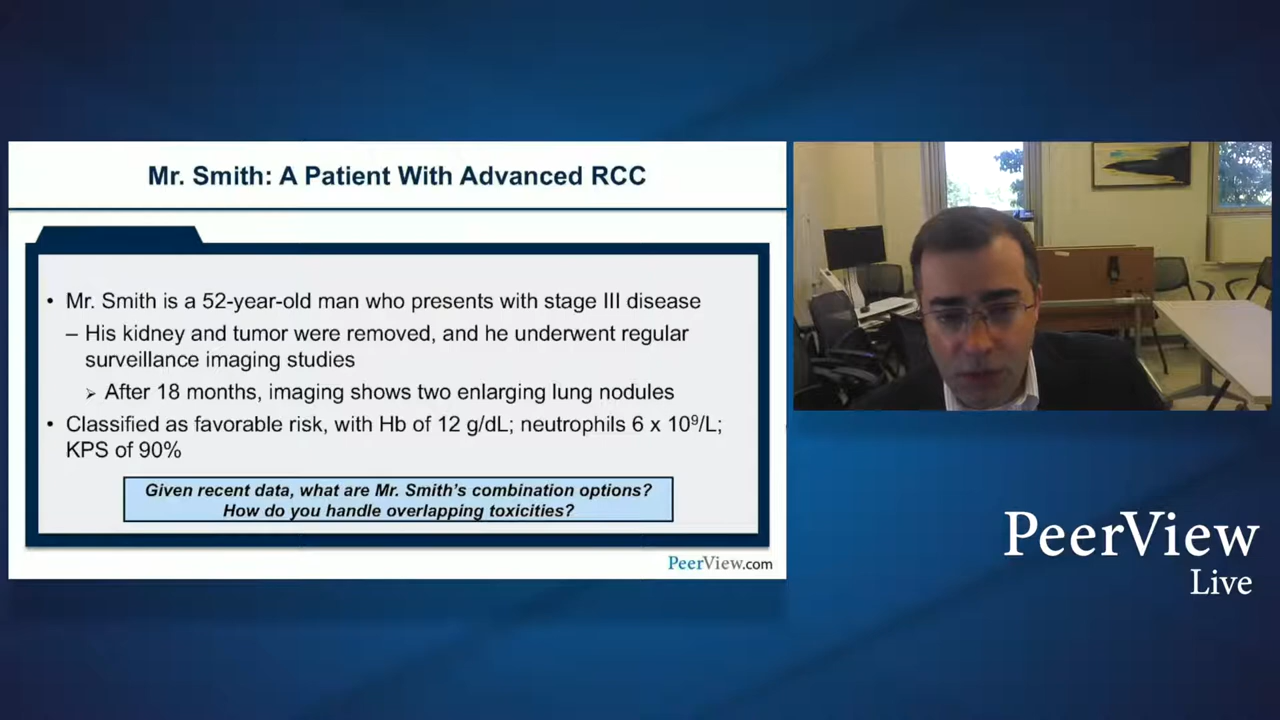 Mr. Smith: A Patient With Advanced RCC
• Mr. Smith is a 52-year-old man who presents with stage III disease
– His kidney and tumor were removed, and he underwent regular
surveillance imaging studies
➢ After 18 months, imaging shows two enlarging lung nodules
• Classified as favorable risk, with Hb of 12 g/dL; neutrophils 6 x 10⁹/L;
KPS of 90%
Given recent data, what are Mr. Smith's combination options?
How do you handle overlapping toxicities?
PeerView.com
PeerView
Live